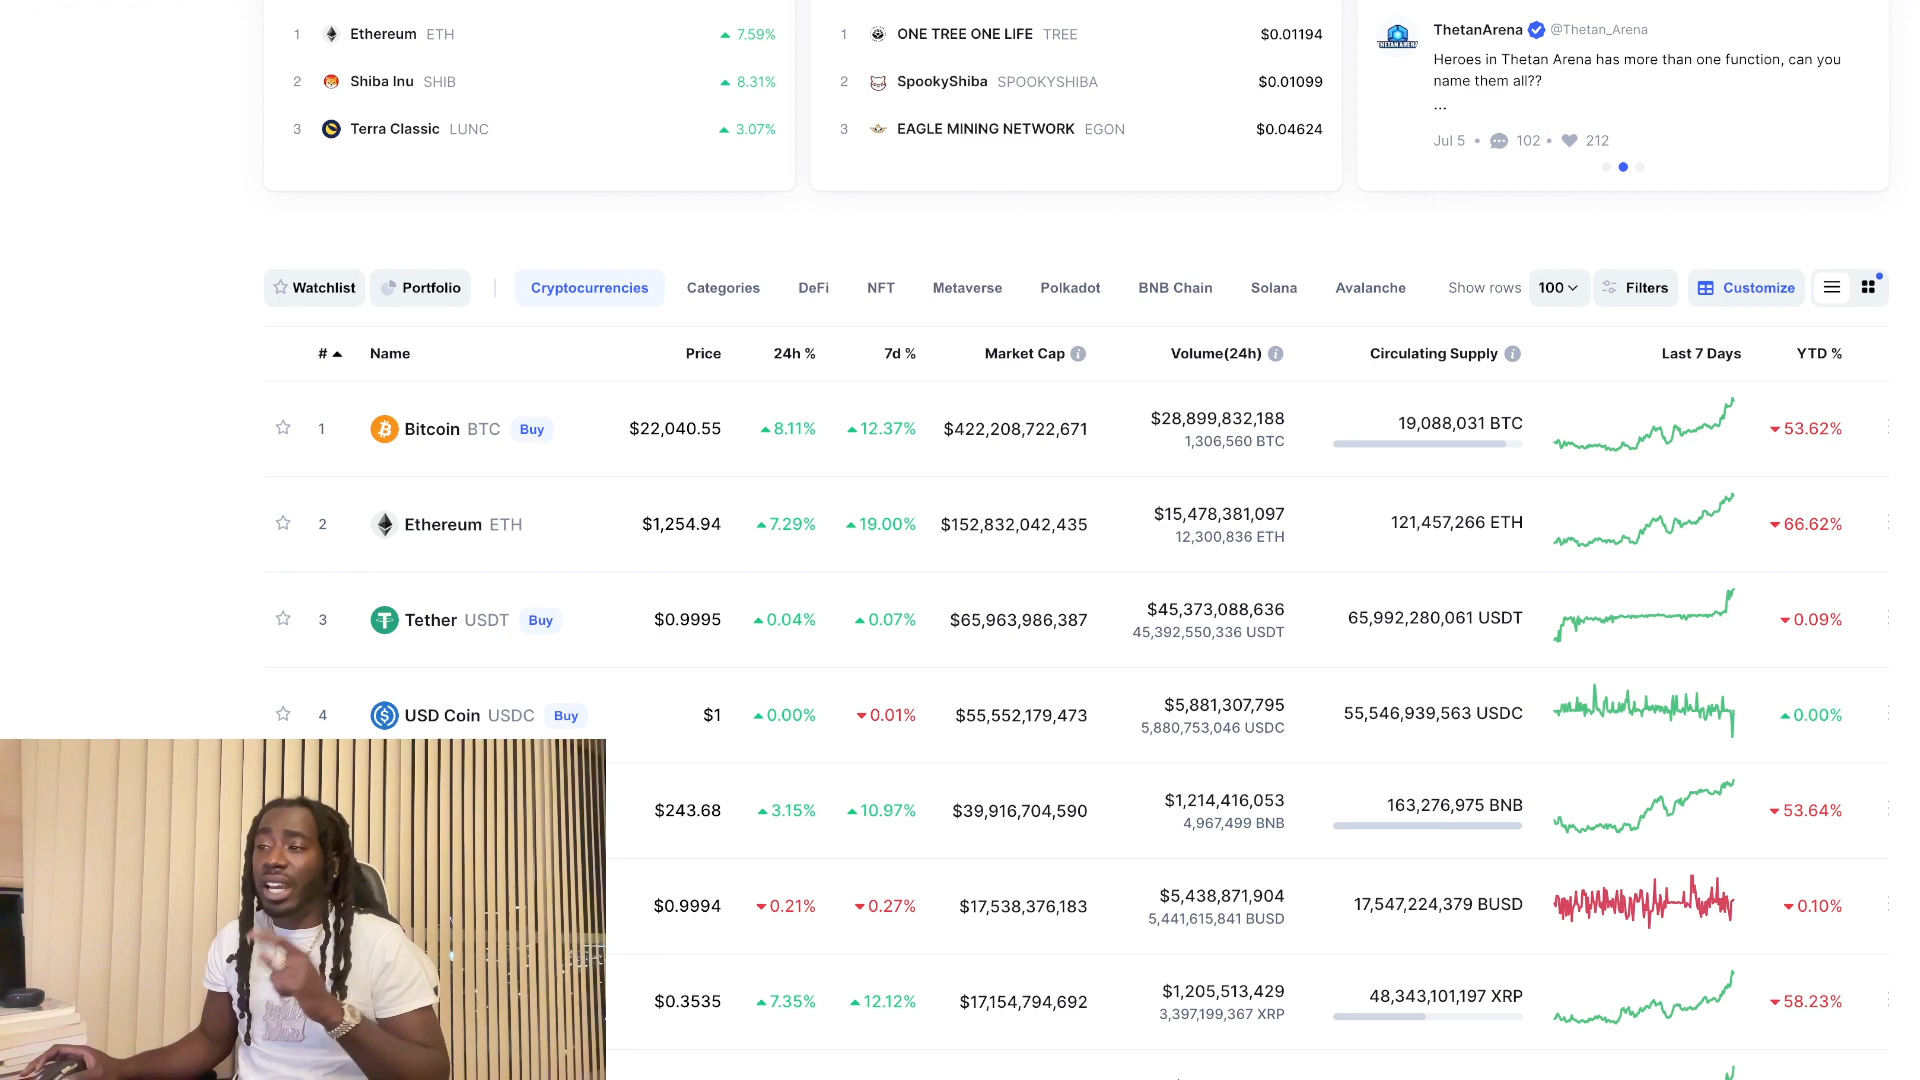 1 Ethereum ETH 7.59%
2 Shiba Inu SHIB 8.31%
3 Terra Classic LUNC 3.07%
1 ONE TREE ONE LIFE TREE $0.01194
2 SpookyShiba SPOOKYSHIBA $0.01099
3 EAGLE MINING NETWORK EGON $0.04624
THETAN ARENA
ThetanArena @Thetan_Arena
Heroes in Thetan Arena has more than one function, can you
name them all??
...
Jul 5 • 102 • 212
Watchlist Portfolio Cryptocurrencies Categories DeFi NFT Metaverse Polkadot BNB Chain Solana Avalanche Show rows 100 Filters Customize
# Name Price 24h % 7d % Market Cap Volume(24h) Circulating Supply Last 7 Days YTD %
1 Bitcoin BTC Buy $22,040.55 8.11% 12.37% $422,208,722,671 $28,899,832,188 19,088,031 BTC 53.62%
1,306,560 BTC
2 Ethereum ETH $1,254.94 7.29% 19.00% $152,832,042,435 $15,478,381,097 121,457,266 ETH 66.62%
12,300,836 ETH
3 Tether USDT Buy $0.9995 0.04% 0.07% $65,963,986,387 $45,373,088,636 65,992,280,061 USDT 0.09%
45,392,550,336 USDT
4 USD Coin USDC Buy $1 0.00% 0.01% $55,552,179,473 $5,881,307,795 55,546,939,563 USDC 0.00%
5,880,753,046 USDC
$243.68 3.15% 10.97% $39,916,704,590 $1,214,416,053 163,276,975 BNB 53.64%
4,967,499 BNB
$0.9994 0.21% 0.27% $17,538,376,183 $5,438,871,904 17,547,224,379 BUSD 0.10%
5,441,615,841 BUSD
$0.3535 7.35% 12.12% $17,154,794,692 $1,205,513,429 48,343,101,197 XRP 58.23%
3,397,199,367 XRP